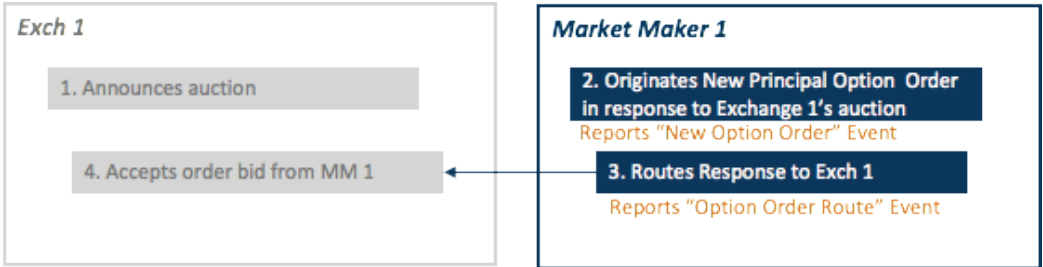 Exch 1
1. Announces auction
4. Accepts order bid from MM 1
Market Maker 1
2. Originates New Principal Option Order
in response to Exchange 1's auction
Reports “New Option Order” Event
3. Routes Response to Exch 1
Reports “Option Order Route” Event